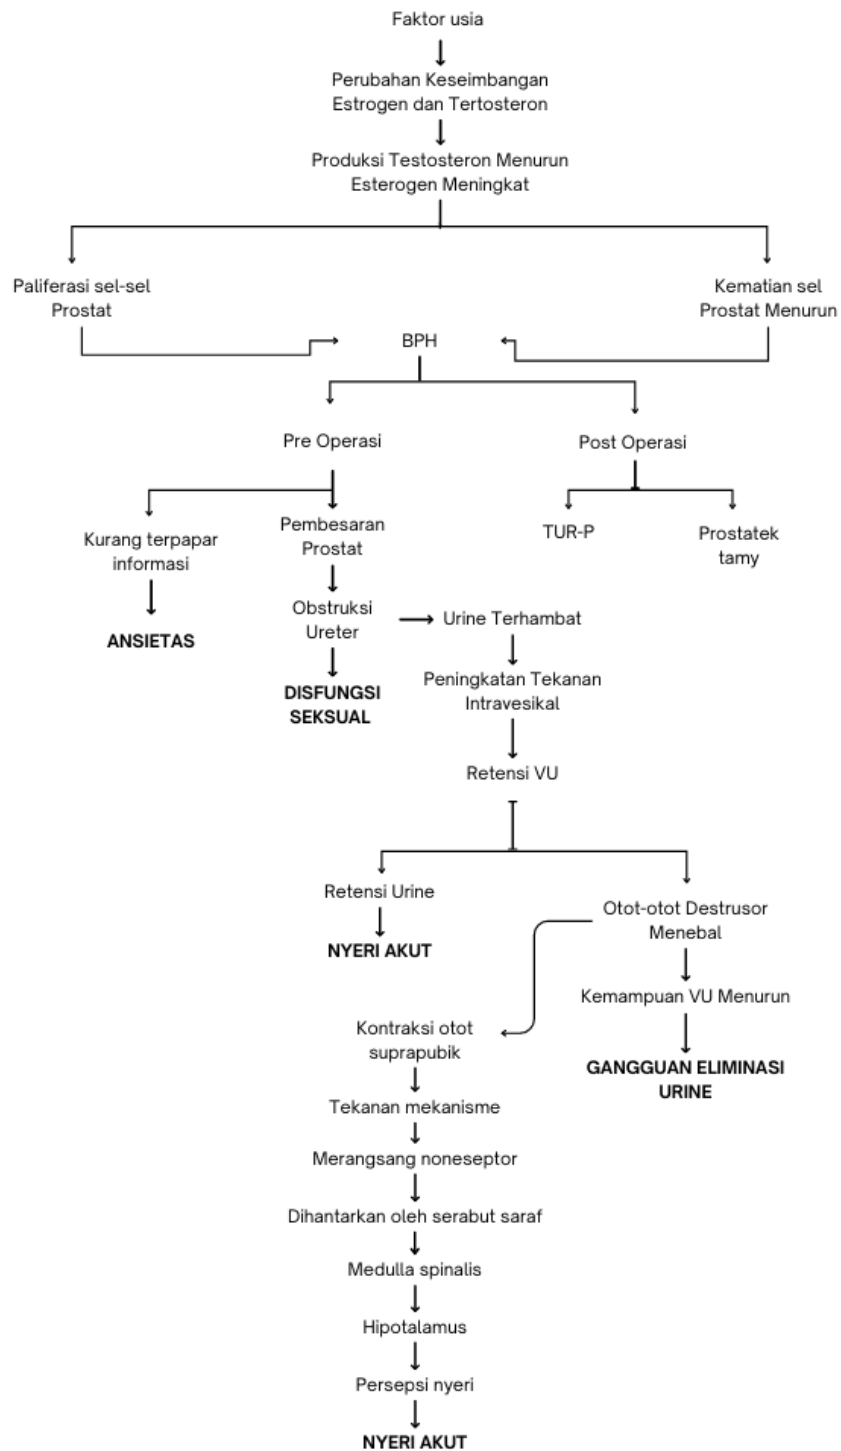 Faktor usia
Perubahan Keseimbangan
Estrogen dan Tertosteron
Produksi Testosteron Menurun
Esterogen Meningkat
Paliferasi sel-sel
Prostat
Kematian sel
Prostat Menurun
BPH
Pre Operasi
Post Operasi
Kurang terpapar
informasi
ANSIETAS
Pembesaran
Prostat
Obstruksi
Ureter
DISFUNGSI
SEKSUAL
TUR-P
Prostatek
tamy
Urine Terhambat
Peningkatan Tekanan
Intravesikal
Retensi VU
Retensi Urine
NYERI AKUT
Otot-otot Destrusor
Menebal
Kemampuan VU Menurun
GANGGUAN ELIMINASI
URINE
Kontraksi otot
suprapubik
Tekanan mekanisme
Merangsang noneseptor
Dihantarkan oleh serabut saraf
Medulla spinalis
Hipotalamus
Persepsi nyeri
NYERI AKUT